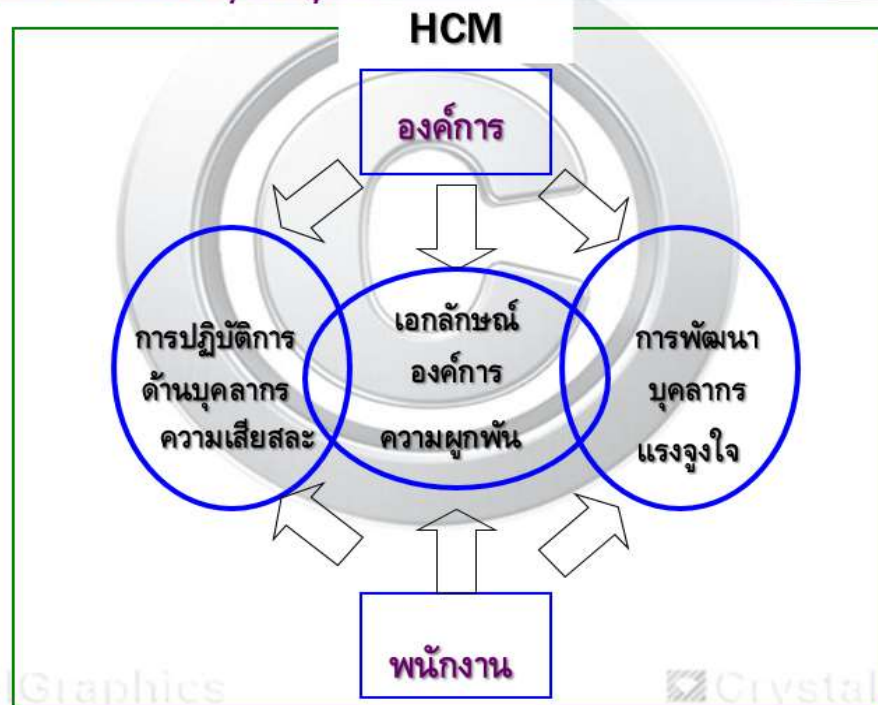 HCM
องค์การ
การปฏิบัติการ
ด้านบุคลากร
ความเสียสละ
เอกลักษณ์
องค์การ
ความผูกพัน
การพัฒนา
บุคลากร
แรงจูงใจ
พนักงาน
lGraphics
Crystal